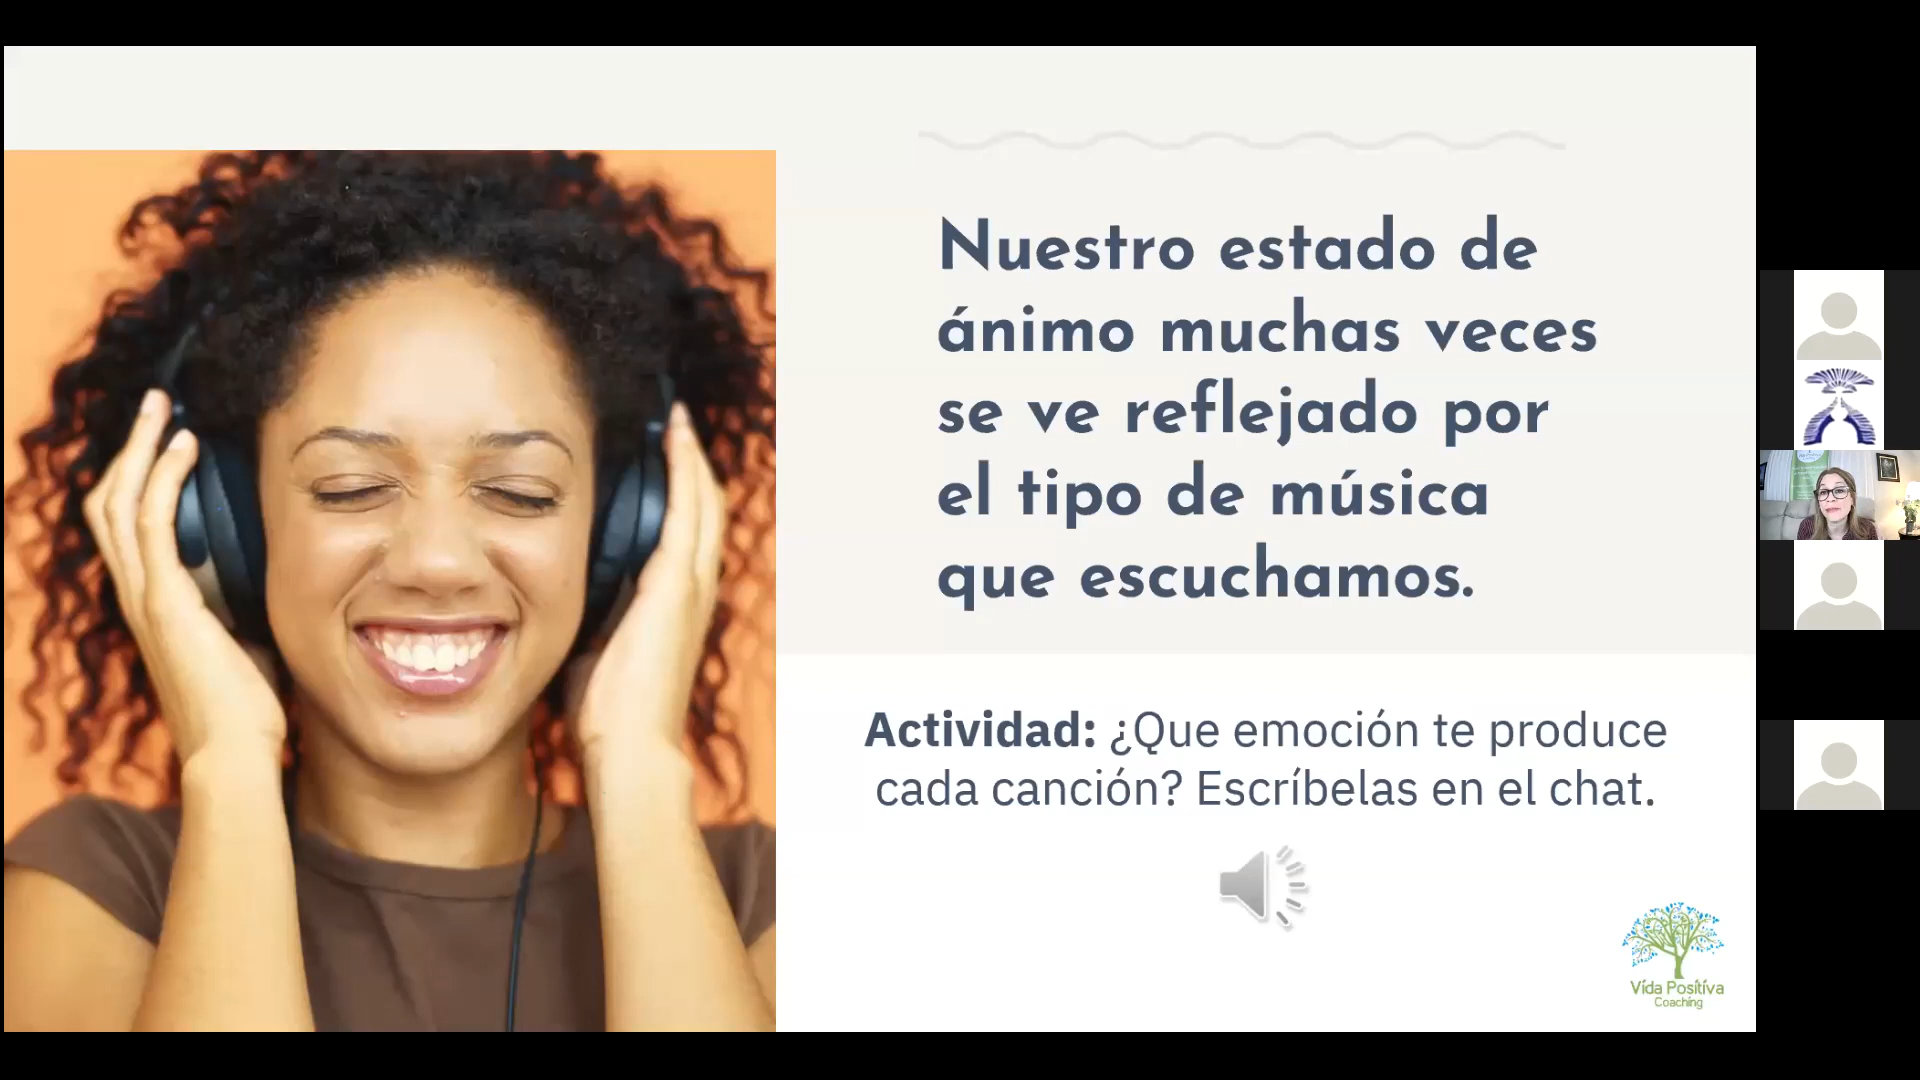 Nuestro estado de
ánimo muchas veces
se ve reflejado por
el tipo de música
que escuchamos.
Actividad: ¿Que emoción te produce
cada canción? Escríbelas en el chat.
Vida Positiva
Coaching